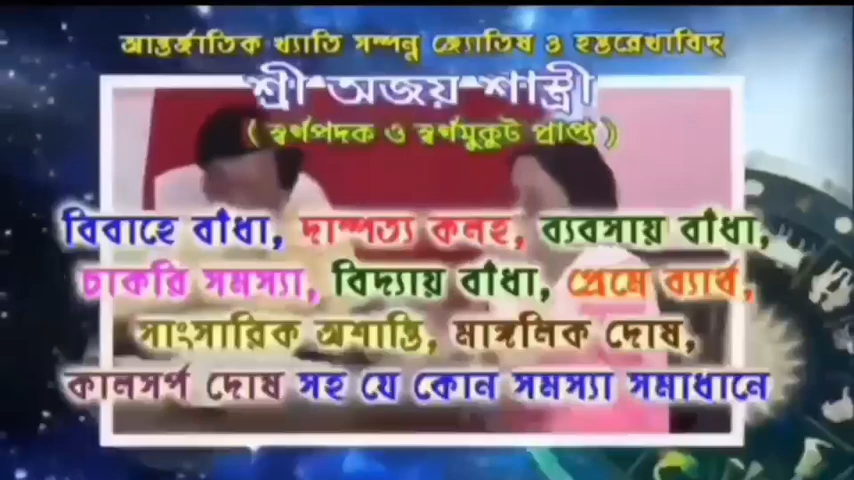 আন্তর্জাতিক খ্যাতি সম্পন্ন জ্যোতিষ ও হস্তরেখাবিদ্
শ্রী অজয় শাস্ত্রী
( স্বর্ণপদক ও স্বর্ণমুকুট প্রাপ্ত )
বিবাহে বাঁধা, দাম্পত্য কলহ, ব্যবসায় বাঁধা,
চাকরি সমস্যা, বিদ্যায় বাঁধা, প্রেমে ব্যার্থ,
সাংসারিক অশান্তি, মাঙ্গলিক দোষ,
কালসর্প দোষ সহ যে কোন সমস্যা সমাধানে